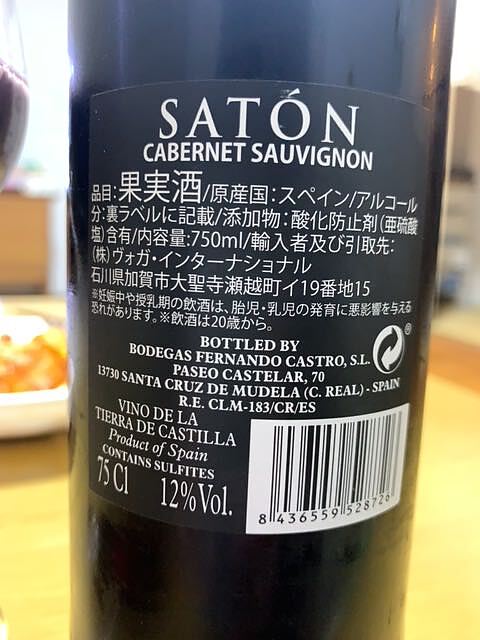 SATÓN
CABERNET SAUVIGNON
品目:果実酒/原産国:スペイン/アルコール
分:裏ラベルに記載/添加物:酸化防止剤(亜硫酸
塩)含有/内容量:750ml/輸入者及び引取先:
(株)ヴォガ・インターナショナル
石川県加賀市大聖寺瀬越町イ19番地15
※妊娠中や授乳期の飲酒は、胎児・乳児の発育に悪影響を与える
恐れがあります。※飲酒は20歳から。
BOTTLED BY
BODEGAS FERNANDO CASTRO, S.L.
PASEO CASTELAR, 70
13730 SANTA CRUZ DE MUDELA (C. REAL) - SPAIN
R.E. CLM-183/CR/ES
®
VINO DE LA
TIERRA DE CASTILLA
Product of Spain
CONTAINS SULFITES
75 Cl 12%Vol.
8 436559 528726